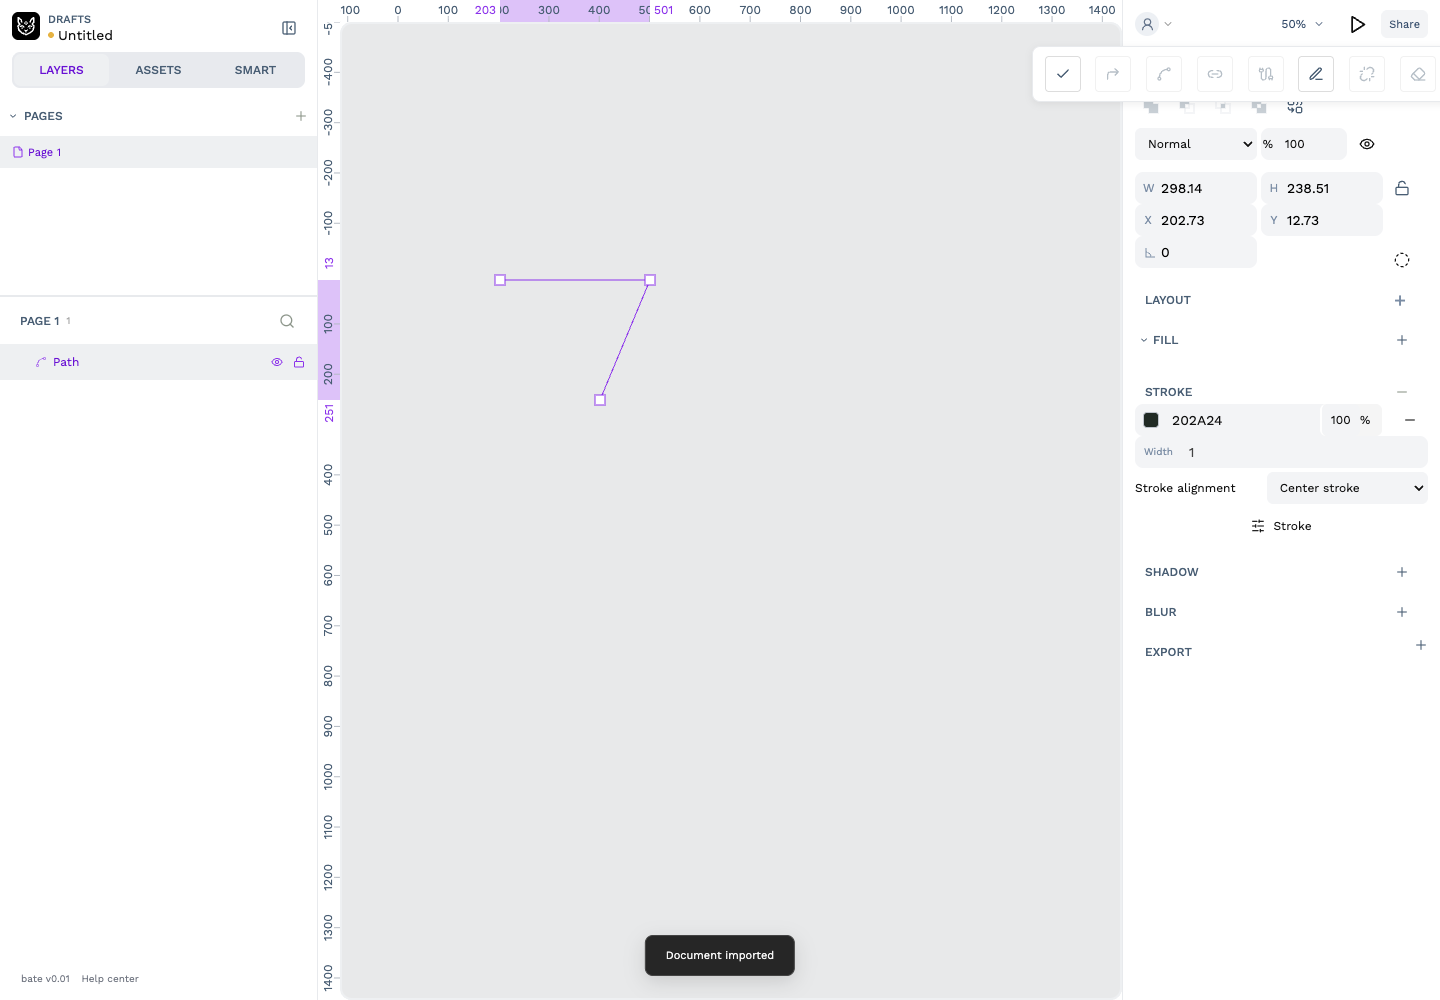 DRAFTS
Untitled
LAYERS ASSETS SMART
PAGES
Page 1
PAGE 1 1
Path
bate v0.01 Help center
100 0 100 203 300 400 501 600 700 800 900 1000 1100 1200 1300 1400
-5
-400
-300
-200
-100
13
100
200
251
400
500
600
700
800
900
1000
1100
1200
1300
1400
Document imported
50% Share
Normal % 100
W 298.14 H 238.51
X 202.73 Y 12.73
0
LAYOUT
FILL
STROKE
202A24 100 %
Width 1
Stroke alignment Center stroke
Stroke
SHADOW
BLUR
EXPORT